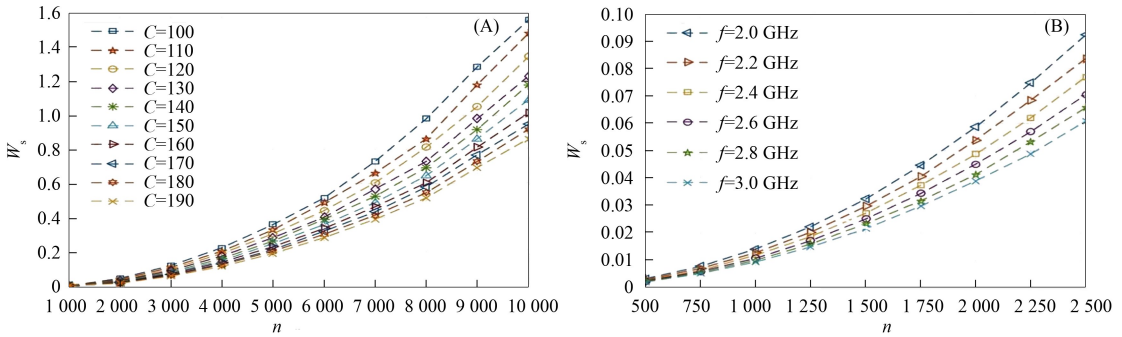 (A)
1.6
1.4
1.2
1.0
0.8
0.6
0.4
0.2
0
W_s
C=100
C=110
C=120
C=130
C=140
C=150
C=160
C=170
C=180
C=190
1 000 2 000 3 000 4 000 5 000 6 000 7 000 8 000 9 000 10 000
n
(B)
0.10
0.09
0.08
0.07
0.06
0.05
0.04
0.03
0.02
0.01
0
W_s
f=2.0 GHz
f=2.2 GHz
f=2.4 GHz
f=2.6 GHz
f=2.8 GHz
f=3.0 GHz
500 750 1 000 1 250 1 500 1 750 2 000 2 250 2 500
n